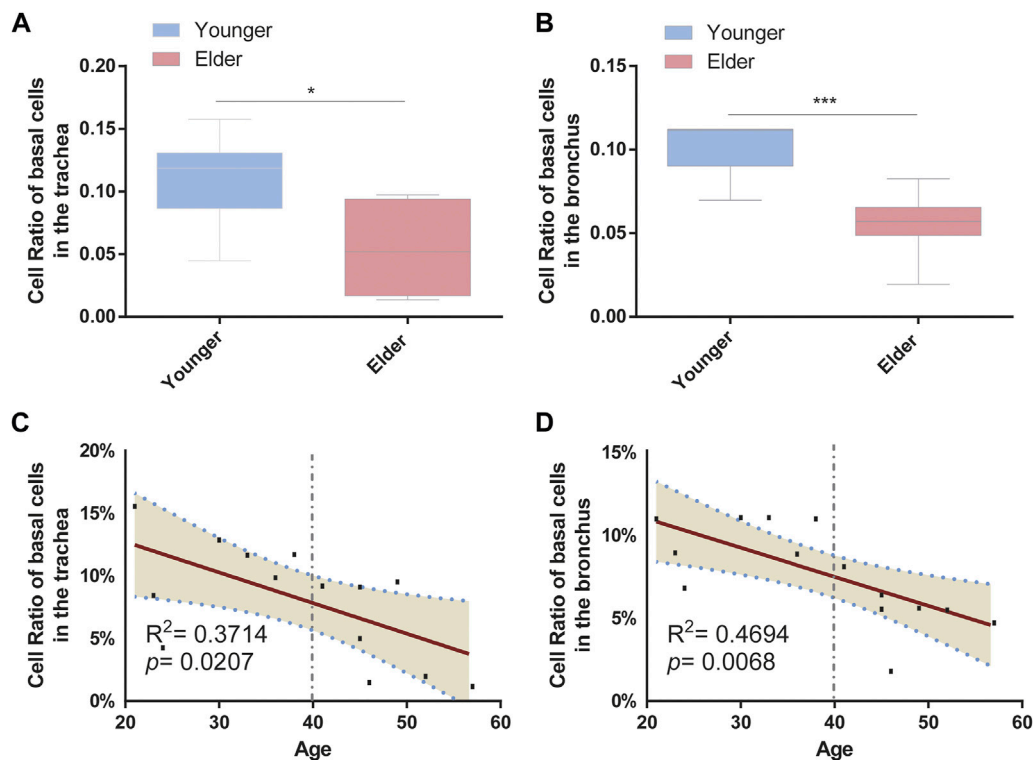 A
Younger
Elder
Cell Ratio of basal cells
in the trachea
0.20
0.15
0.10
0.05
0.00
*
Younger
Elder
B
Younger
Elder
Cell Ratio of basal cells
in the bronchus
0.15
0.10
0.05
0.00
***
Younger
Elder
C
Cell Ratio of basal cells
in the trachea
20%
15%
10%
5%
0%
R²= 0.3714
p= 0.0207
20 30 40 50 60
Age
D
Cell Ratio of basal cells
in the bronhus
15%
10%
5%
0%
R²= 0.4694
p= 0.0068
20 30 40 50 60
Age